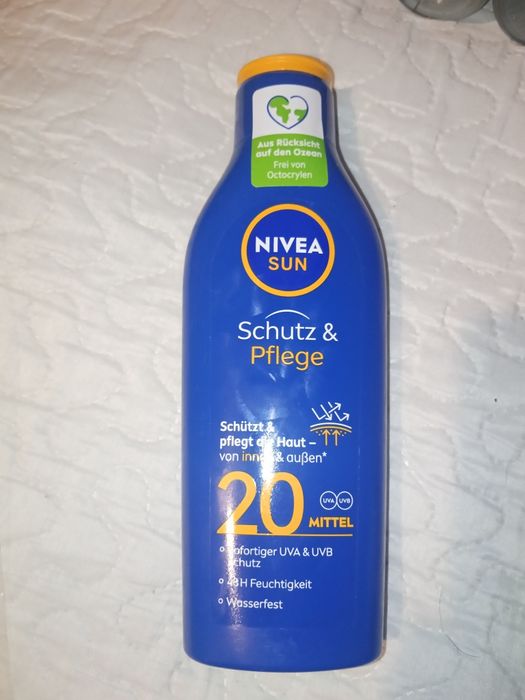 Aus Rücksicht
auf den Ozean
Frei von
Octocrylen
NIVEA
SUN
Schutz &
Pflege
Schützt &
pflegt die Haut –
von innen & außen*
20
UVA UVB
MITTEL
Sofortiger UVA & UVB
Schutz
48H Feuchtigkeit
Wasserfest